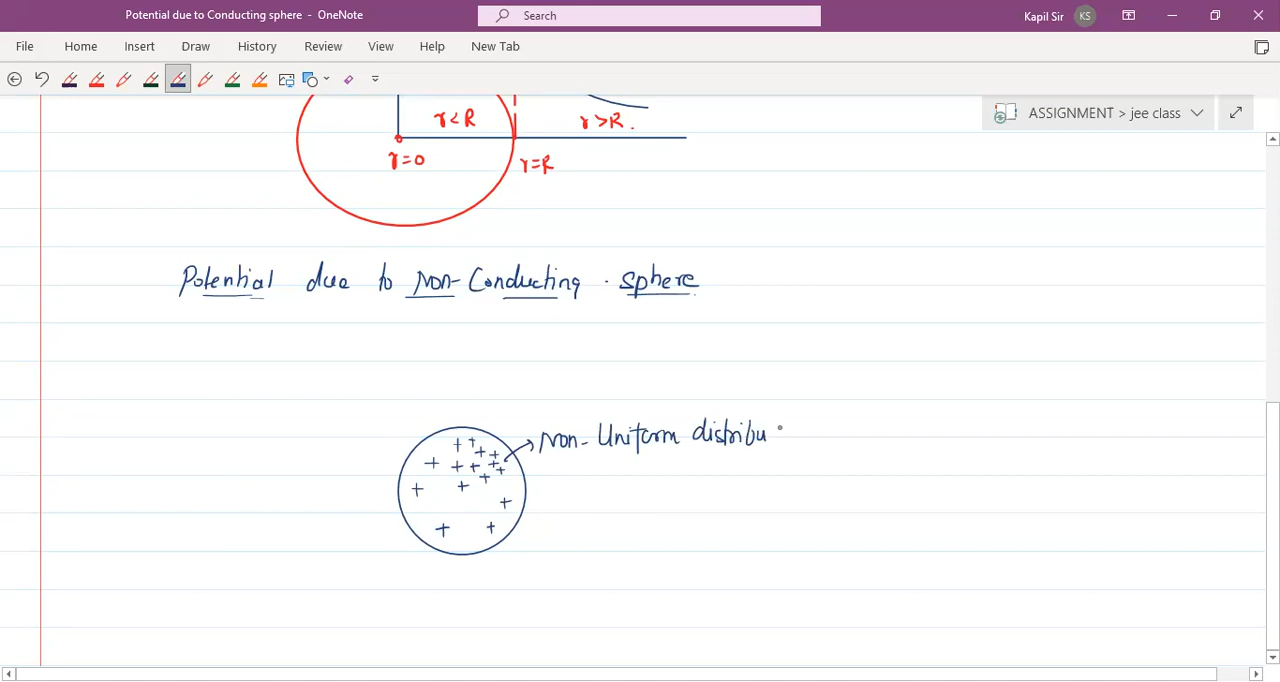 Potential due to Conducting sphere - OneNote
Search
Kapil Sir KS
File Home Insert Draw History Review View Help New Tab
ASSIGNMENT > jee class
r<R
r>R.
r=0
r=R
Potential due to Non-Conducting . sphere
Non-Uniform distribu